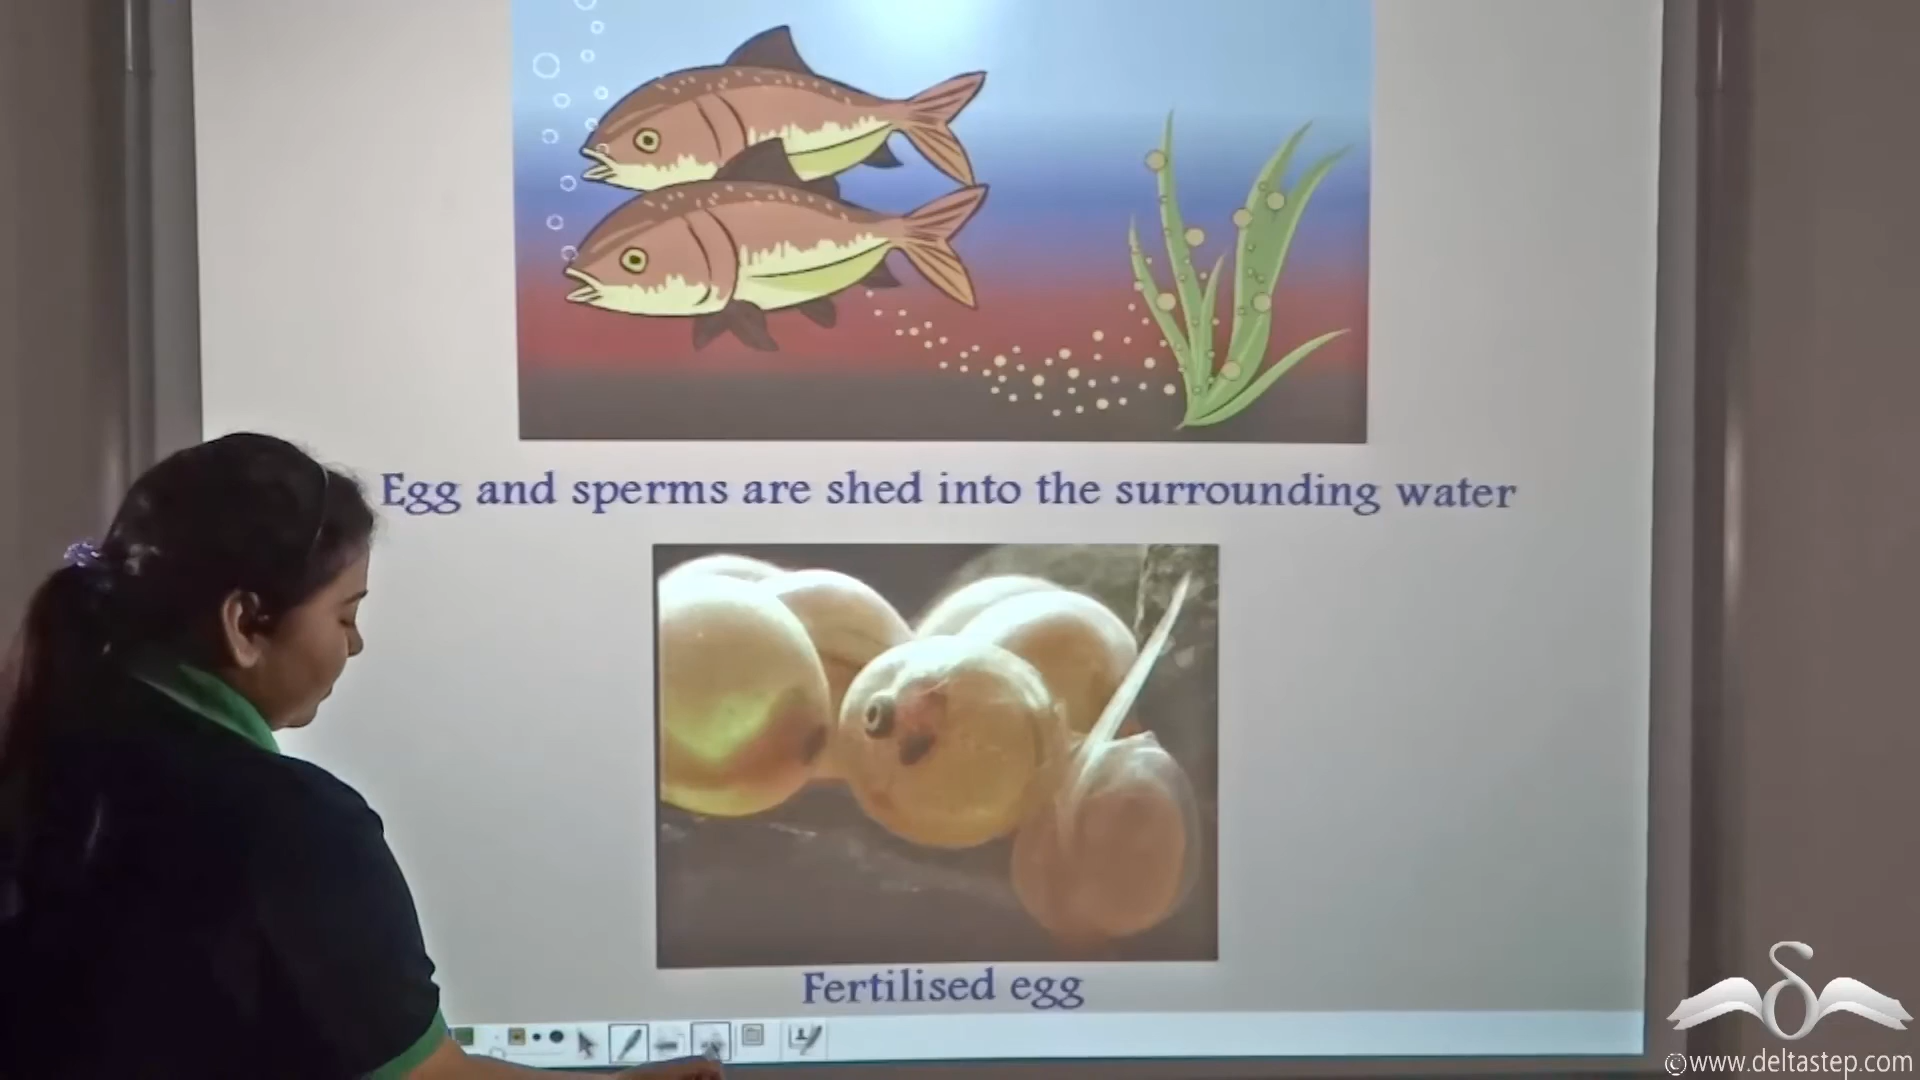 Egg and sperms are shed into the surrounding water
Fertilised egg
©www.deltastep.com